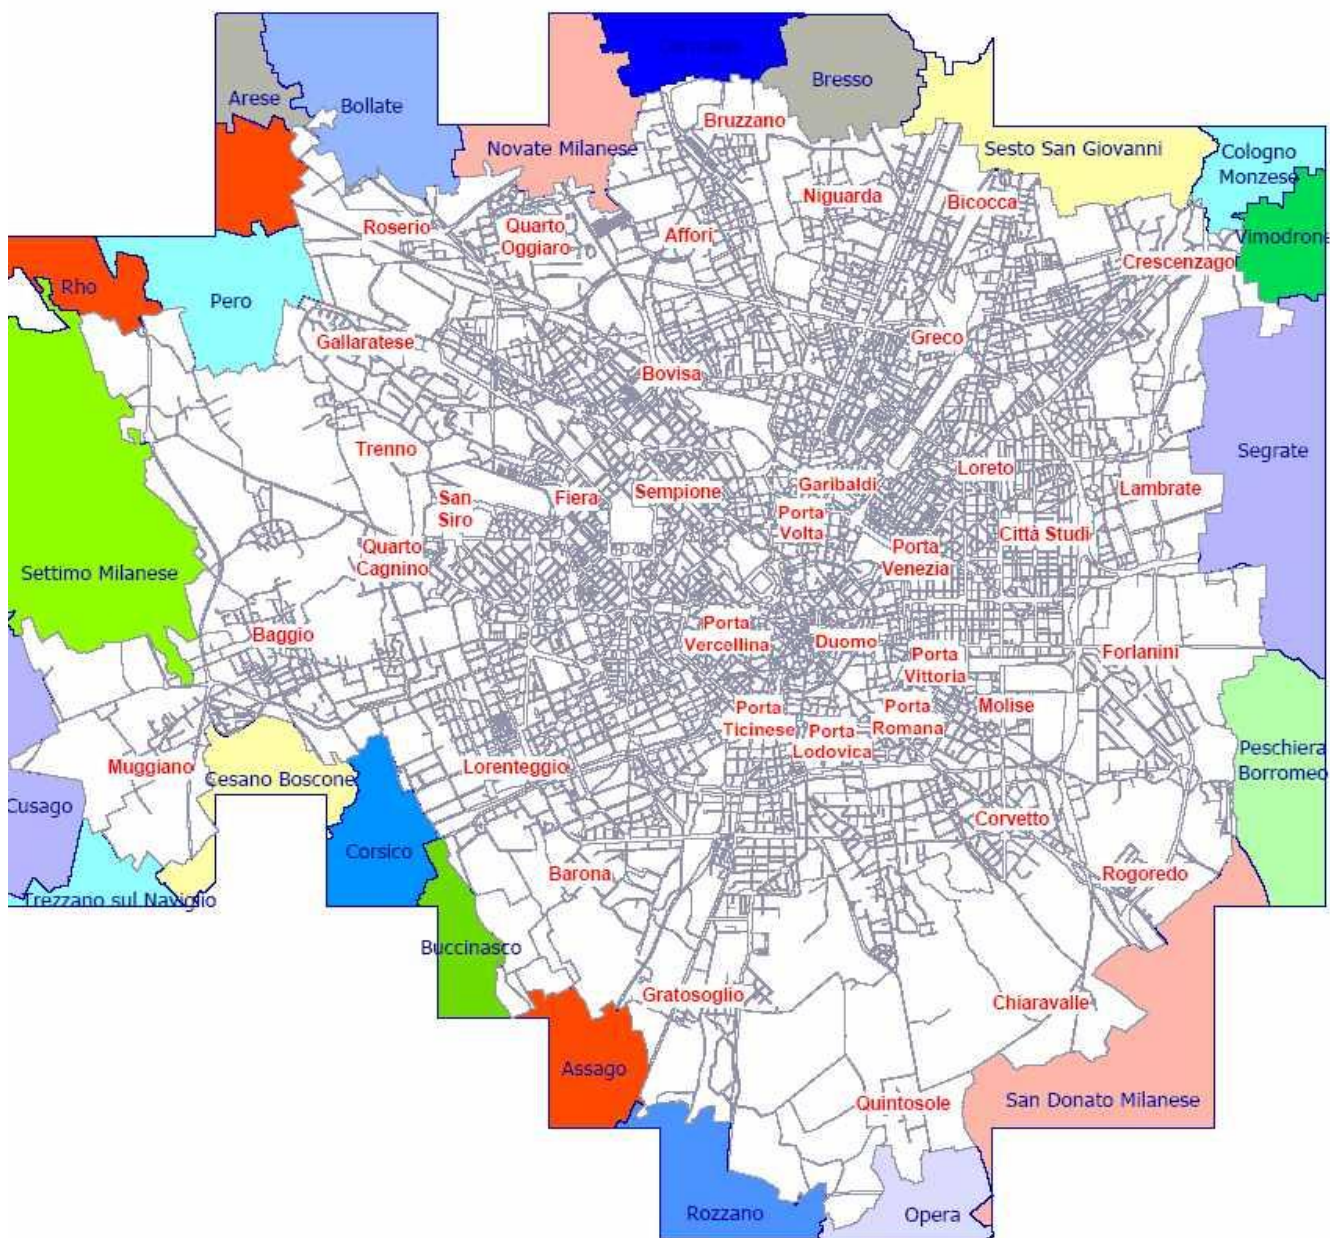 Bresso
Arese
Bollate
Bruzzano
Novate Milanese
Sesto San Giovanni
Cologno
Monzese
Niguarda
Bicocca
Roserio
Quarto
Oggiaro
Affori
Vimodrone
Crescenzago
Rho
Pero
Gallaratese
Greco
Bovisa
Trenno
Segrate
Loreto
San
Siro
Fiera
Sempione
Garibaldi
Lambrate
Porta
Volta
Città Studi
Quarto
Cagnino
Porta
Venezia
Settimo Milanese
Baggio
Porta
Vercellina
Duomo
Porta
Vittoria
Forlanini
Porta
Ticinese
Porta
Lodovica
Porta
Romana
Molise
Peschiera
Borromeo
Muggiano
Cesano Boscone
Lorenteggio
Cusago
Corvetto
Corsico
Barona
Rogoredo
Trezzano sul Naviglio
Buccinasco
Gratosoglio
Chiaravalle
Assago
Quintosole
San Donato Milanese
Rozzano
Opera